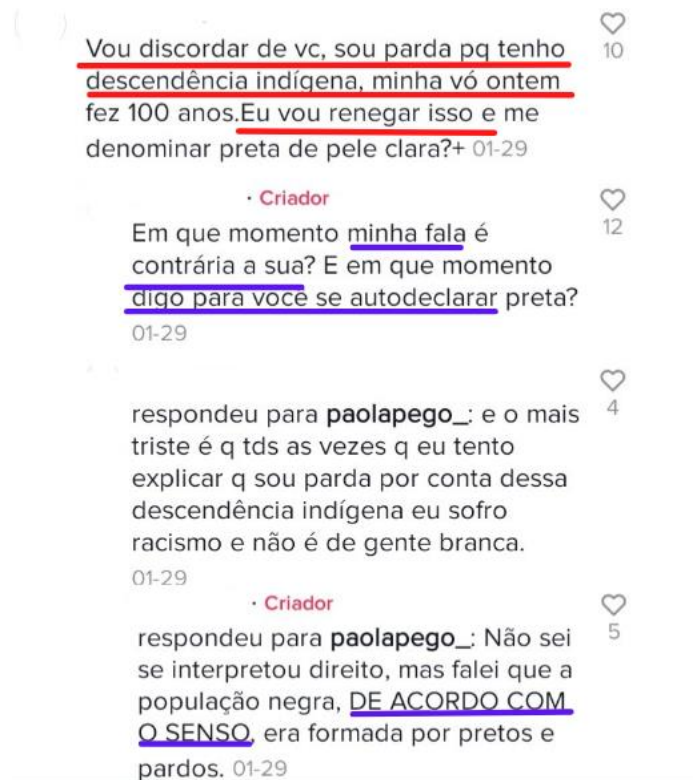 Vou discordar de vc, sou parda pq tenho
10
descendência indígena, minha vó ontem
fez 100 anos.Eu vou renegar isso e me
denominar preta de pele clara?+ 01-29
· Criador
12
Em que momento minha fala é
contrária a sua? E em que momento
digo para você se autodeclarar preta?
01-29
4
respondeu para paolapego_: e o mais
triste é q tds as vezes q eu tento
explicar q sou parda por conta dessa
descendência indígena eu sofro
racismo e não é de gente branca.
01-29
· Criador
5
respondeu para paolapego_: Não sei
se interpretou direito, mas falei que a
população negra, DE ACORDO COM
O SENSO, era formada por pretos e
pardos. 01-29